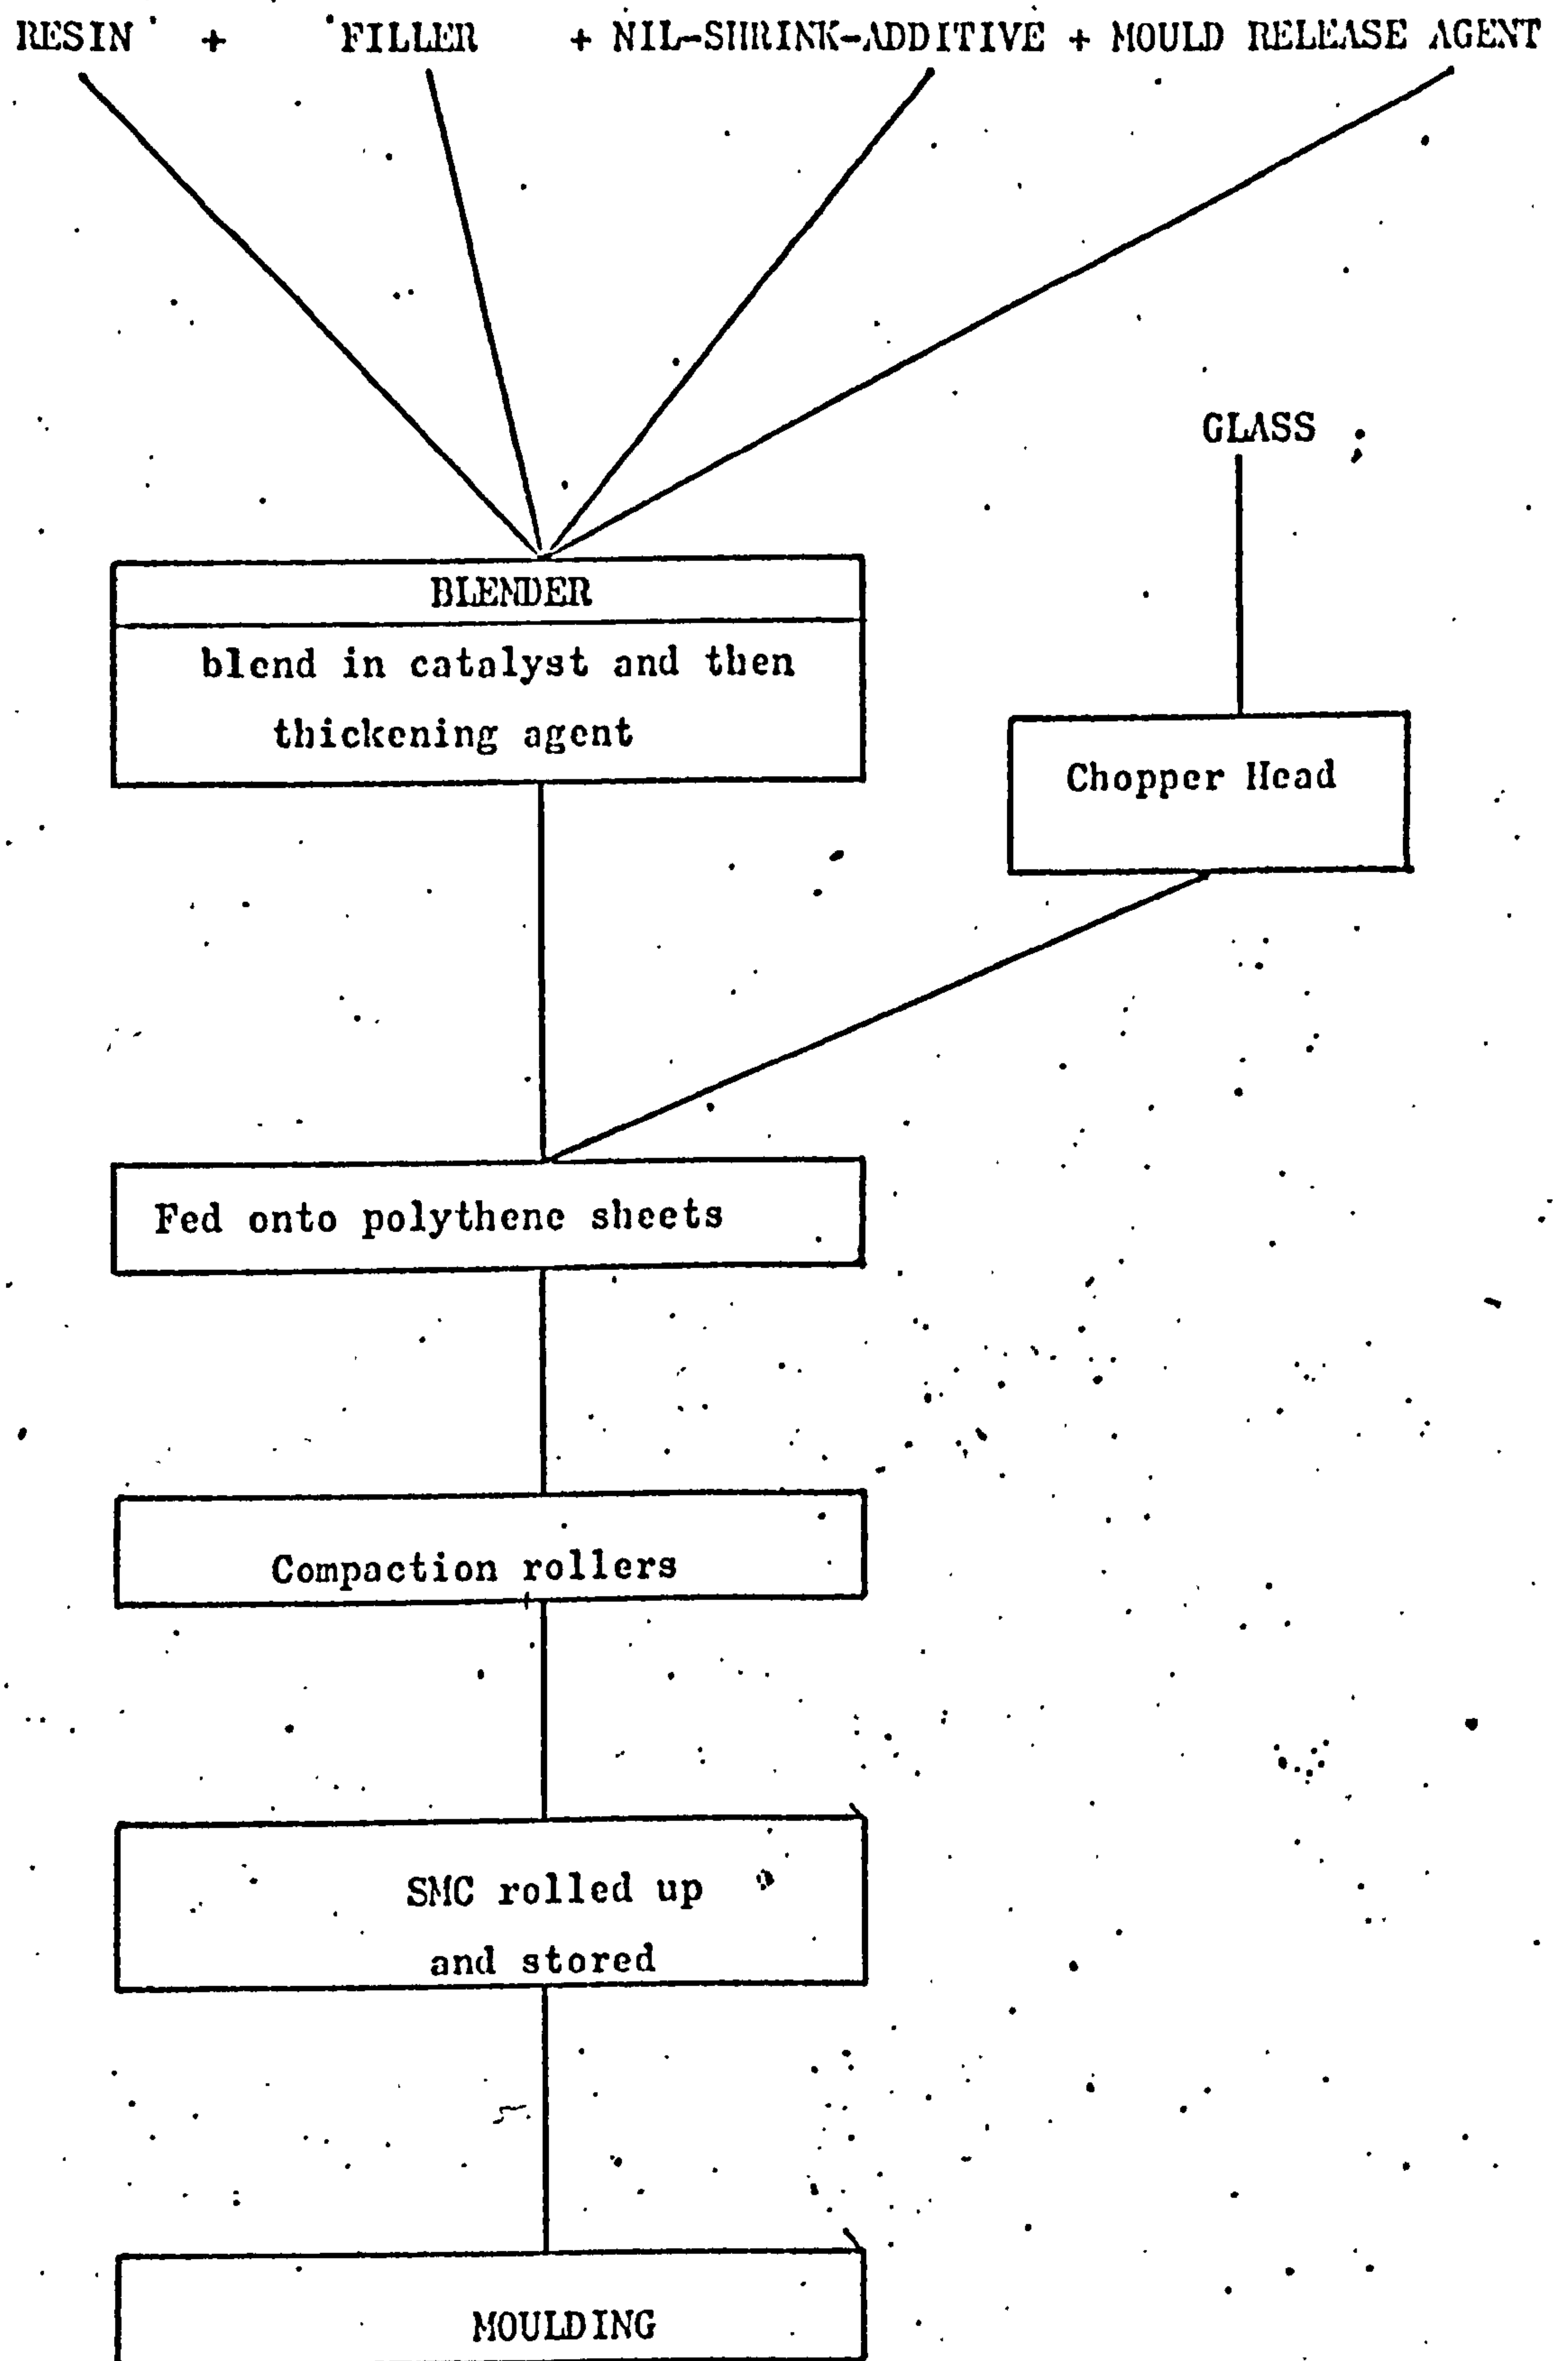 RESIN + FILLER + NIL-SHRINK-ADDITIVE + MOULD RELEASE AGENT
GLASS
BLENDER
blend in catalyst and then
thickening agent
Chopper Head
Fed onto polythene sheets
Compaction rollers
SMC rolled up
and stored
MOULDING